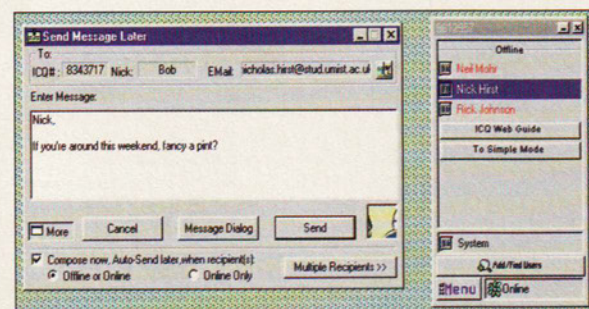 Send Message Later
To:
ICQ#: 8343717 Nick: Bob EMail: nicholas.hirst@stud.umist.ac.ul
Enter Message:
Nick,
If you're around this weekend, fancy a pint?
More Cancel Message Dialog Send
Compose now, Auto-Send later, when recipient(s):
Offline or Online Online Only Multiple Recipients >>
Offline
Neil Mohr
Nick Hirst
Rick Johnson
ICQ Web Guide
To Simple Mode
System
Add/Find Users
Menu Online